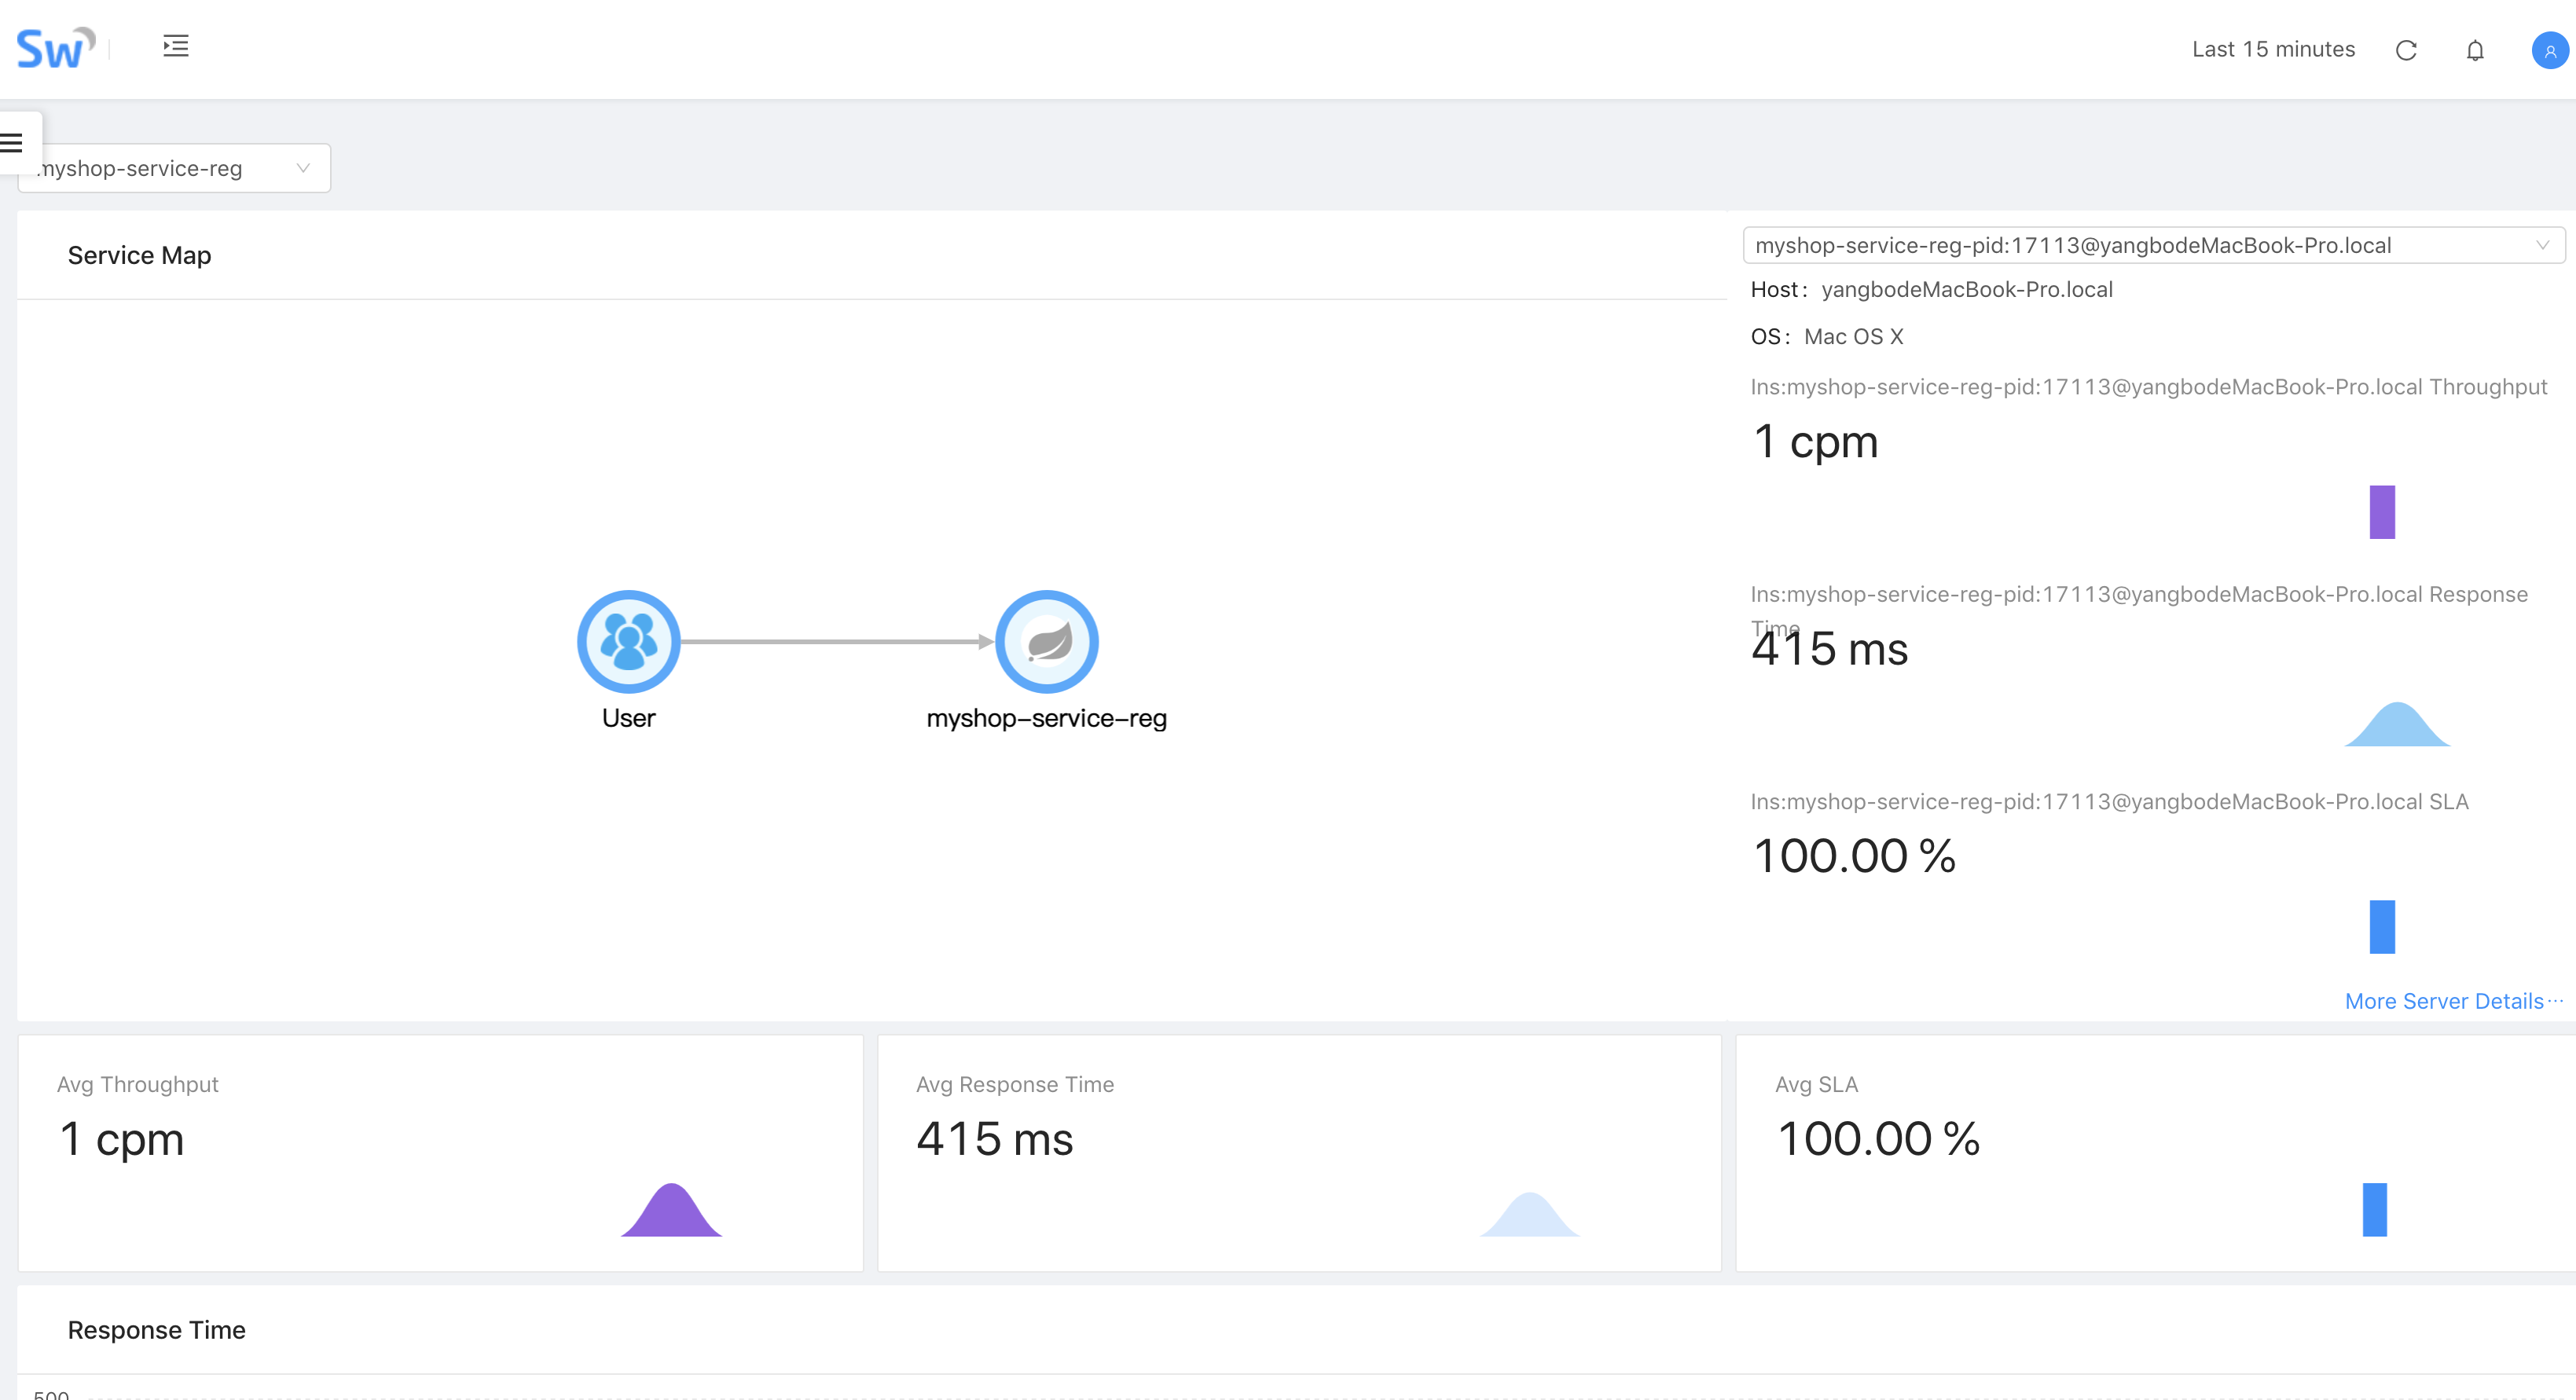 Sw
Last 15 minutes
myshop-service-reg
Service Map
User
myshop-service-reg
myshop-service-reg-pid:17113@yangbodeMacBook-Pro.local
Host: yangbodeMacBook-Pro.local
OS: Mac OS X
Ins:myshop-service-reg-pid:17113@yangbodeMacBook-Pro.local Throughput
1 cpm
Ins:myshop-service-reg-pid:17113@yangbodeMacBook-Pro.local Response
Time
415 ms
Ins:myshop-service-reg-pid:17113@yangbodeMacBook-Pro.local SLA
100.00 %
More Server Details···
Avg Throughput
1 cpm
Avg Response Time
415 ms
Avg SLA
100.00 %
Response Time
500